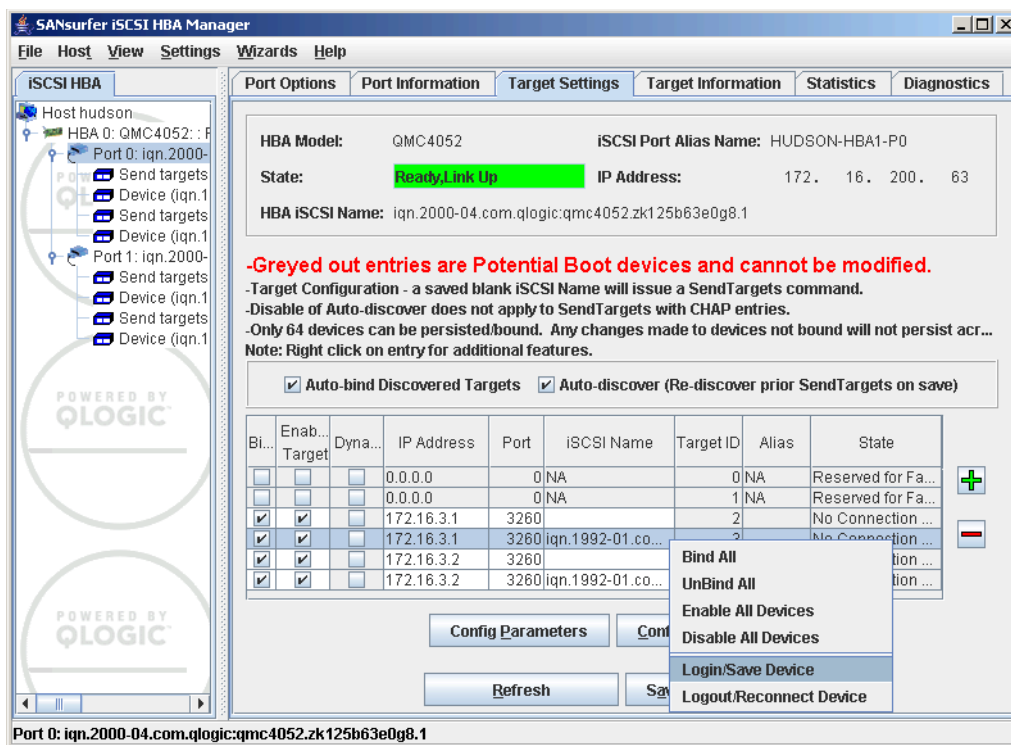 SANsurfer iSCSI HBA Manager
File Host View Settings Wizards Help
iSCSI HBA
Host hudson
HBA 0: QMC4052: : F
Port 0: iqn.2000-
Send targets
Device (iqn.1
Send targets
Device (iqn.1
Port 1: iqn.2000-
Send targets
Device (iqn.1
Send targets
Device (iqn.1
POWERED BY
QLOGIC
POWERED BY
QLOGIC
Port Options Port Information Target Settings Target Information Statistics Diagnostics
HBA Model: QMC4052 iSCSI Port Alias Name: HUDSON-HBA1-P0
State: Ready,Link Up IP Address: 172. 16. 200. 63
HBA iSCSI Name: iqn.2000-04.com.qlogic:qmc4052.zk125b63e0g8.1
-Greyed out entries are Potential Boot devices and cannot be modified.
-Target Configuration - a saved blank iSCSI Name will issue a SendTargets command.
-Disable of Auto-discover does not apply to SendTargets with CHAP entries.
-Only 64 devices can be persisted/bound. Any changes made to devices not bound will not persist acr...
Note: Right click on entry for additional features.
Auto-bind Discovered Targets Auto-discover (Re-discover prior SendTargets on save)
Bi... Enab... Target Dyna... IP Address Port iSCSI Name Target ID Alias State
0.0.0.0 0 NA 0 NA Reserved for Fa...
0.0.0.0 0 NA 1 NA Reserved for Fa...
172.16.3.1 3260 2 No Connection ...
172.16.3.1 3260 iqn.1992-01.co... No Connection ...
172.16.3.2 3260 tion ...
172.16.3.2 3260 iqn.1992-01.co... tion ...
Bind All
UnBind All
Enable All Devices
Disable All Devices
Login/Save Device
Logout/Reconnect Device
Config Parameters Conf
Refresh Sav
Port 0: iqn.2000-04.com.qlogic:qmc4052.zk125b63e0g8.1